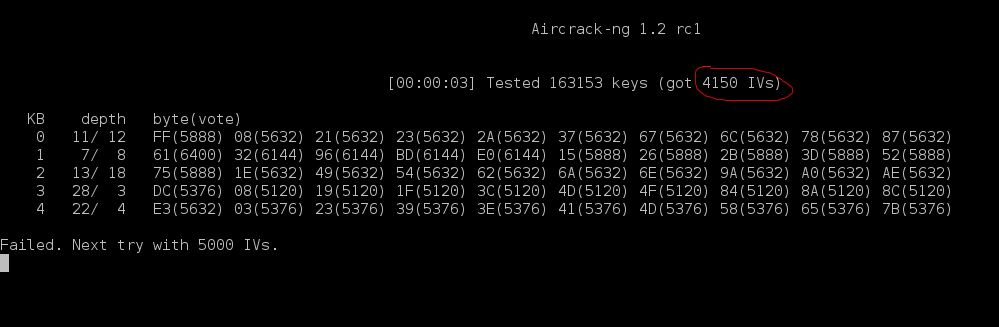 Aircrack-ng 1.2 rc1
[00:00:03] Tested 163153 keys (got 4150 IVs)
KB depth byte(vote)
0 11/ 12 FF(5888) 08(5632) 21(5632) 23(5632) 2A(5632) 37(5632) 67(5632) 6C(5632) 78(5632) 87(5632)
1 7/ 8 61(6400) 32(6144) 96(6144) BD(6144) E0(6144) 15(5888) 26(5888) 2B(5888) 3D(5888) 52(5888)
2 13/ 18 75(5888) 1E(5632) 49(5632) 54(5632) 62(5632) 6A(5632) 6E(5632) 9A(5632) A0(5632) AE(5632)
3 28/ 3 DC(5376) 08(5120) 19(5120) 1F(5120) 3C(5120) 4D(5120) 4F(5120) 84(5120) 8A(5120) 8C(5120)
4 22/ 4 E3(5632) 03(5376) 23(5376) 39(5376) 3E(5376) 41(5376) 4D(5376) 58(5376) 65(5376) 7B(5376)
Failed. Next try with 5000 IVs.